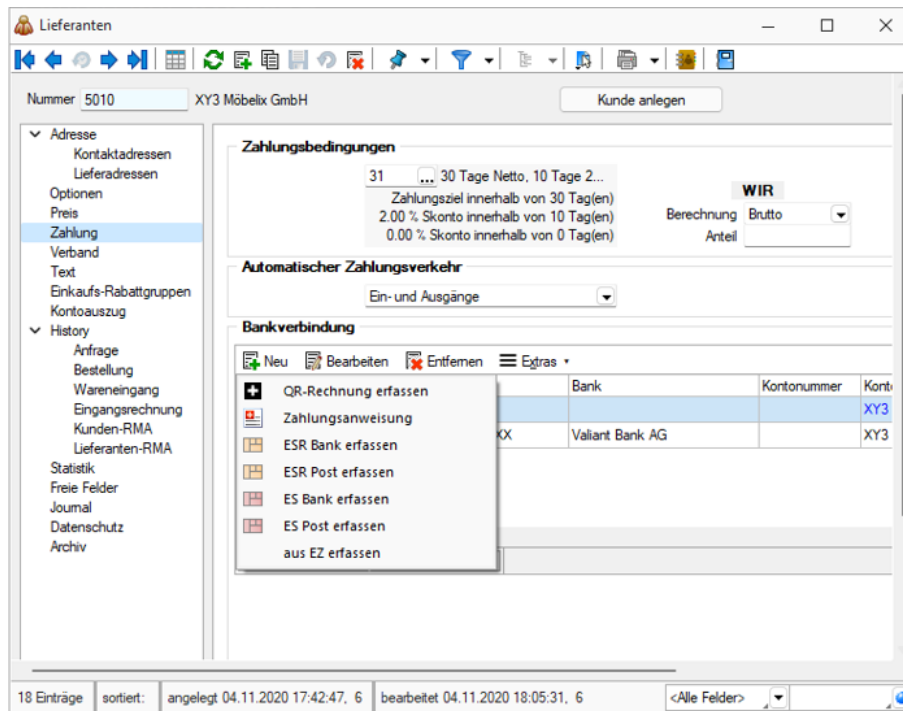 Lieferanten
Nummer 5010 XY3 Möbelix GmbH Kunde anlegen
Adresse
Kontaktadressen
Lieferadressen
Optionen
Preis
Zahlung
Verband
Text
Einkaufs-Rabattgruppen
Kontoauszug
History
Anfrage
Bestellung
Wareneingang
Eingangsrechnung
Kunden-RMA
Lieferanten-RMA
Statistik
Freie Felder
Journal
Datenschutz
Archiv
Zahlungsbedingungen
31 ... 30 Tage Netto, 10 Tage 2...
Zahlungsziel innerhalb von 30 Tag(en)
2.00 % Skonto innerhalb von 10 Tag(en)
0.00 % Skonto innerhalb von 0 Tag(en)
WIR
Berechnung Brutto
Anteil
Automatischer Zahlungsverkehr
Ein- und Ausgänge
Bankverbindung
Neu Bearbeiten Entfernen Extras
Bank Kontonummer Kont
XY3
XX Valiant Bank AG XY3
QR-Rechnung erfassen
Zahlungsanweisung
ESR Bank erfassen
ESR Post erfassen
ES Bank erfassen
ES Post erfassen
aus EZ erfassen
18 Einträge sortiert: angelegt 04.11.2020 17:42:47, 6 bearbeitet 04.11.2020 18:05:31, 6 <Alle Felder>